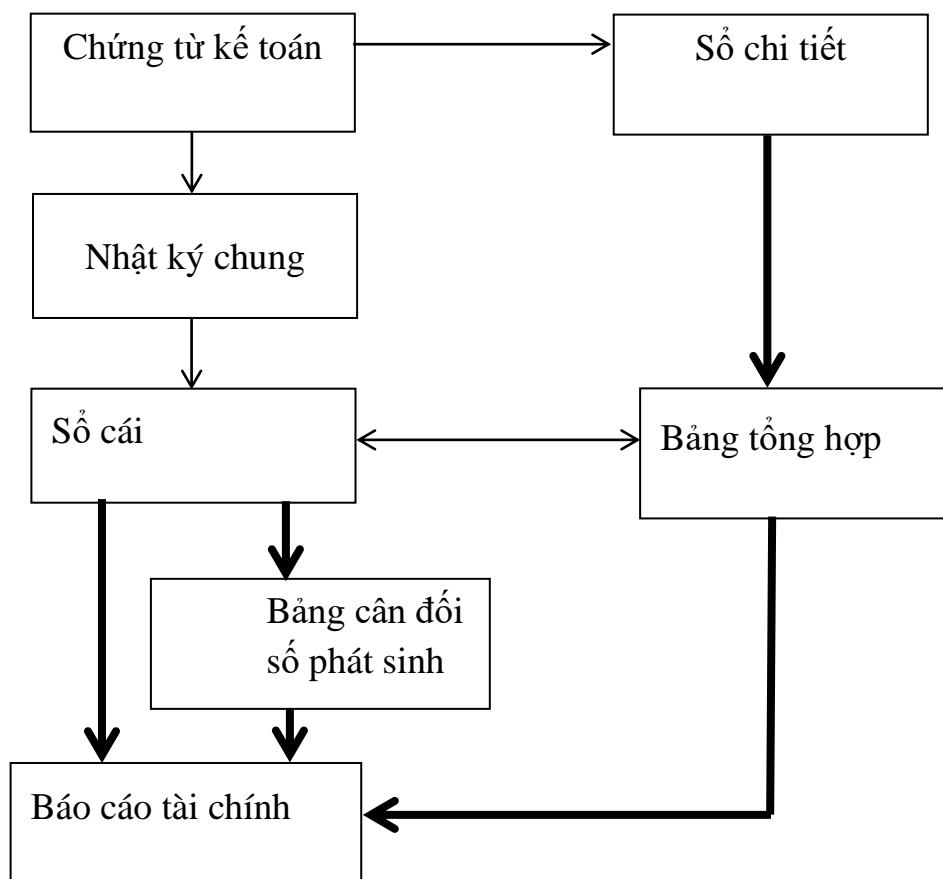 Chứng từ kế toán
Sổ chi tiết
Nhật ký chung
Sổ cái
Bảng tổng hợp
Bảng cân đối
số phát sinh
Báo cáo tài chính